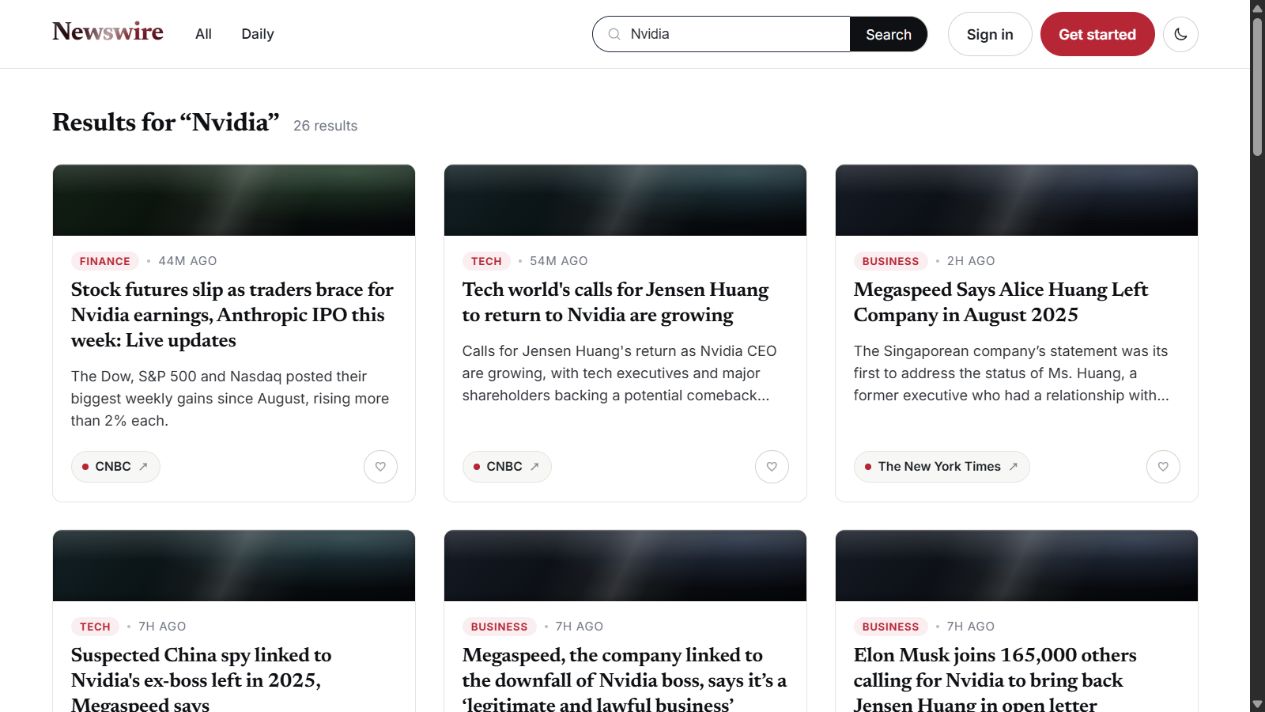 Newswire All Daily Nvidia Search Sign in Get started
Results for “Nvidia” 26 results
FINANCE • 44M AGO
Stock futures slip as traders brace for
Nvidia earnings, Anthropic IPO this
week: Live updates
The Dow, S&P 500 and Nasdaq posted their
biggest weekly gains since August, rising more
than 2% each.
CNBC ↗
TECH • 54M AGO
Tech world's calls for Jensen Huang
to return to Nvidia are growing
Calls for Jensen Huang's return as Nvidia CEO
are growing, with tech executives and major
shareholders backing a potential comeback...
CNBC ↗
BUSINESS • 2H AGO
Megaspeed Says Alice Huang Left
Company in August 2025
The Singaporean company’s statement was its
first to address the status of Ms. Huang, a
former executive who had a relationship with...
The New York Times ↗
TECH • 7H AGO
Suspected China spy linked to
Nvidia's ex-boss left in 2025,
Megaspeed says
BUSINESS • 7H AGO
Megaspeed, the company linked to
the downfall of Nvidia boss, says it’s a
‘legitimate and lawful business’
BUSINESS • 7H AGO
Elon Musk joins 165,000 others
calling for Nvidia to bring back
Jensen Huang in open letter